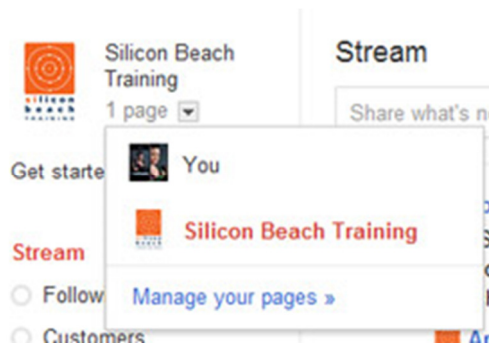 Silicon Beach
Training
1 page
silicon
beach
TRAINING
Stream
Share what's n
Get starte
You
Silicon Beach Training
Stream
Follow
Manage your pages »
Customers